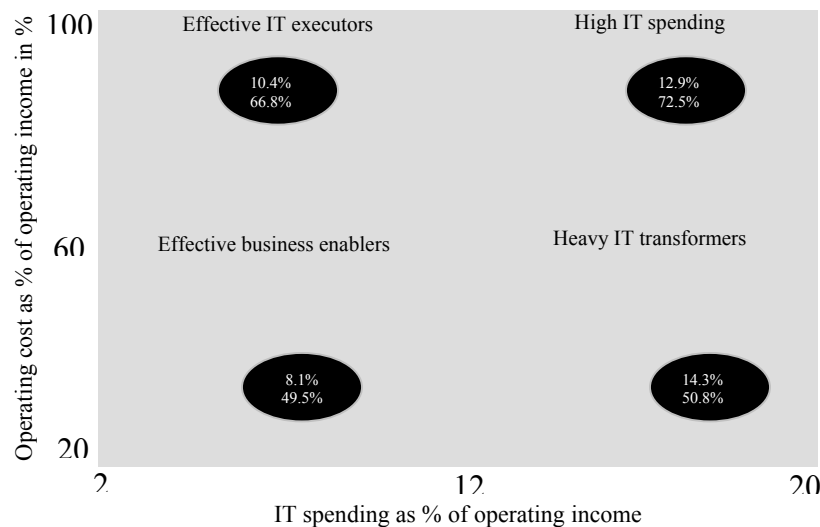 100
Effective IT executors
High IT spending
10.4%
66.8%
12.9%
72.5%
Operating cost as % of operating income in %
60
Effective business enablers
Heavy IT transformers
8.1%
49.5%
14.3%
50.8%
20
2
12
20
IT spending as % of operating income